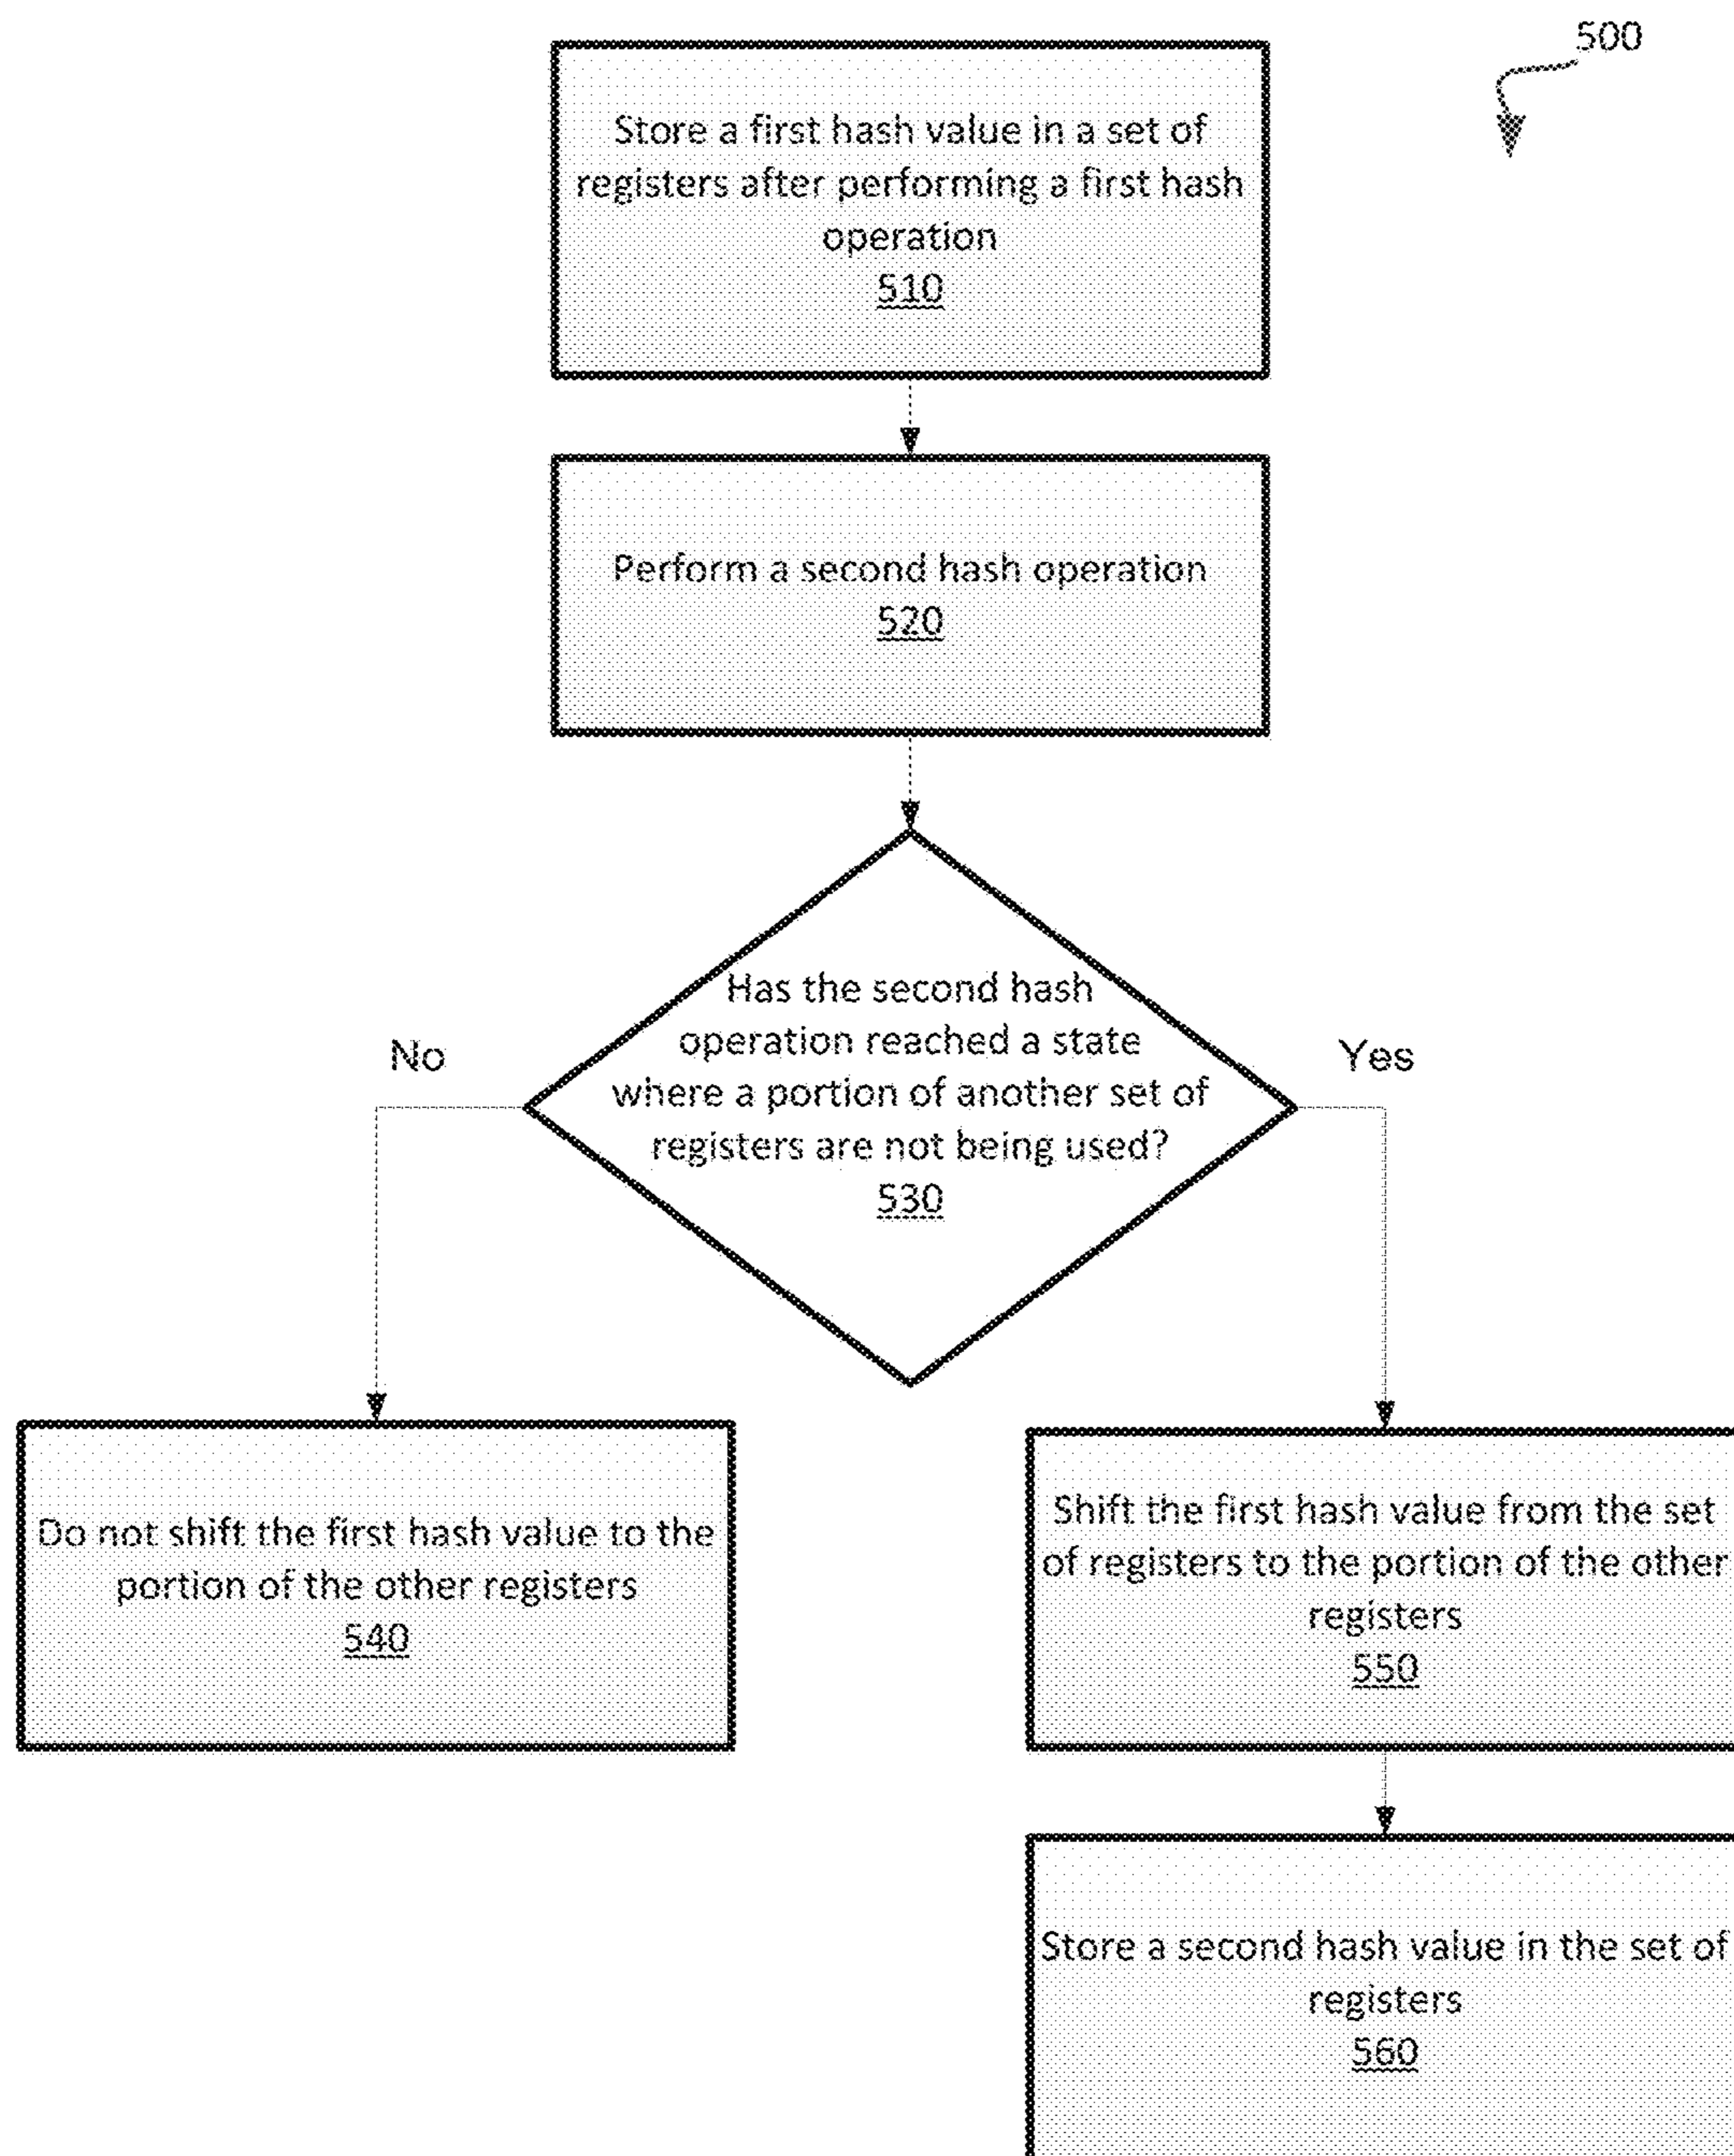 500
Store a first hash value in a set of
registers after performing a first hash
operation
510
Perform a second hash operation
520
Has the second hash
operation reached a state
where a portion of another set of
registers are not being used?
530
No
Yes
Do not shift the first hash value to the
portion of the other registers
540
Shift the first hash value from the set
of registers to the portion of the other
registers
550
Store a second hash value in the set of
registers
560